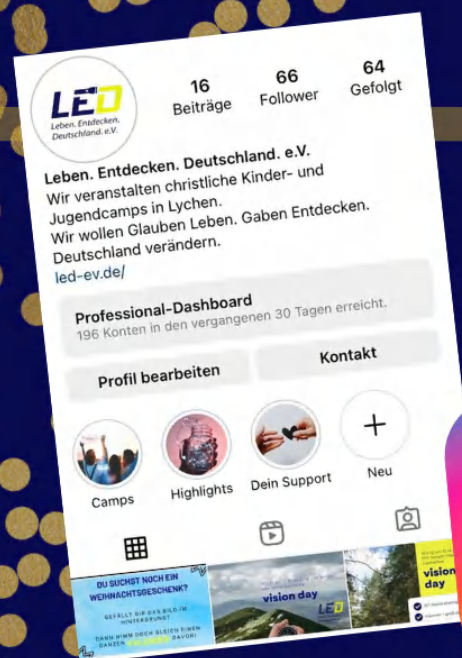 LED
Leben. Entdecken.
Deutschland. e.V.
16
Beiträge
66
Follower
64
Gefolgt
Leben. Entdecken. Deutschland. e.V.
Wir veranstalten christliche Kinder- und
Jugendcamps in Lychen.
Wir wollen Glauben Leben. Gaben Entdecken.
Deutschland verändern.
led-ev.de/
Professional-Dashboard
196 Konten in den vergangenen 30 Tagen erreicht.
Profil bearbeiten
Kontakt
Camps
Highlights
Dein Support
Neu
DU SUCHST NOCH EIN
WEIHNACHTSGESCHENK?
GEFÄLLT DIR DAS BILD IM
HINTERGRUND?
DANN NIMM DOCH GLEICH EINEN
GANZEN
DAVON!
vision day
LED
vision
day